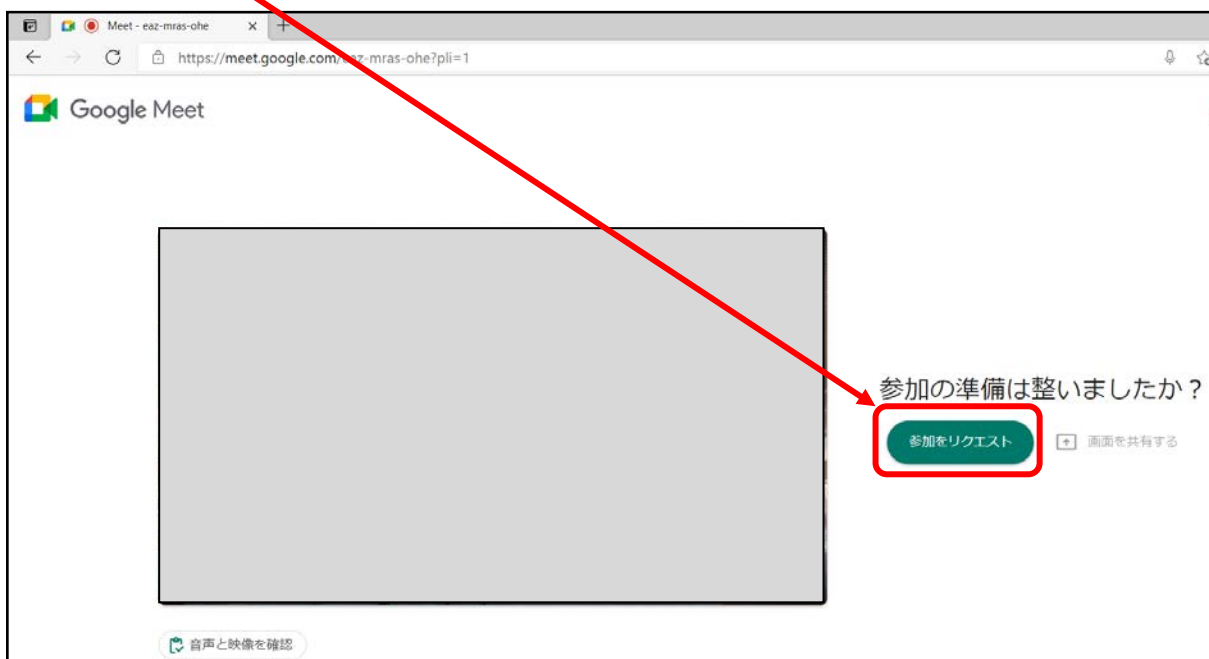 Meet - eaz-mras-ohe
https://meet.google.com/eaz-mras-ohe?pli=1
Google Meet
参加の準備は整いましたか？
参加をリクエスト 画面を共有する
音声と映像を確認